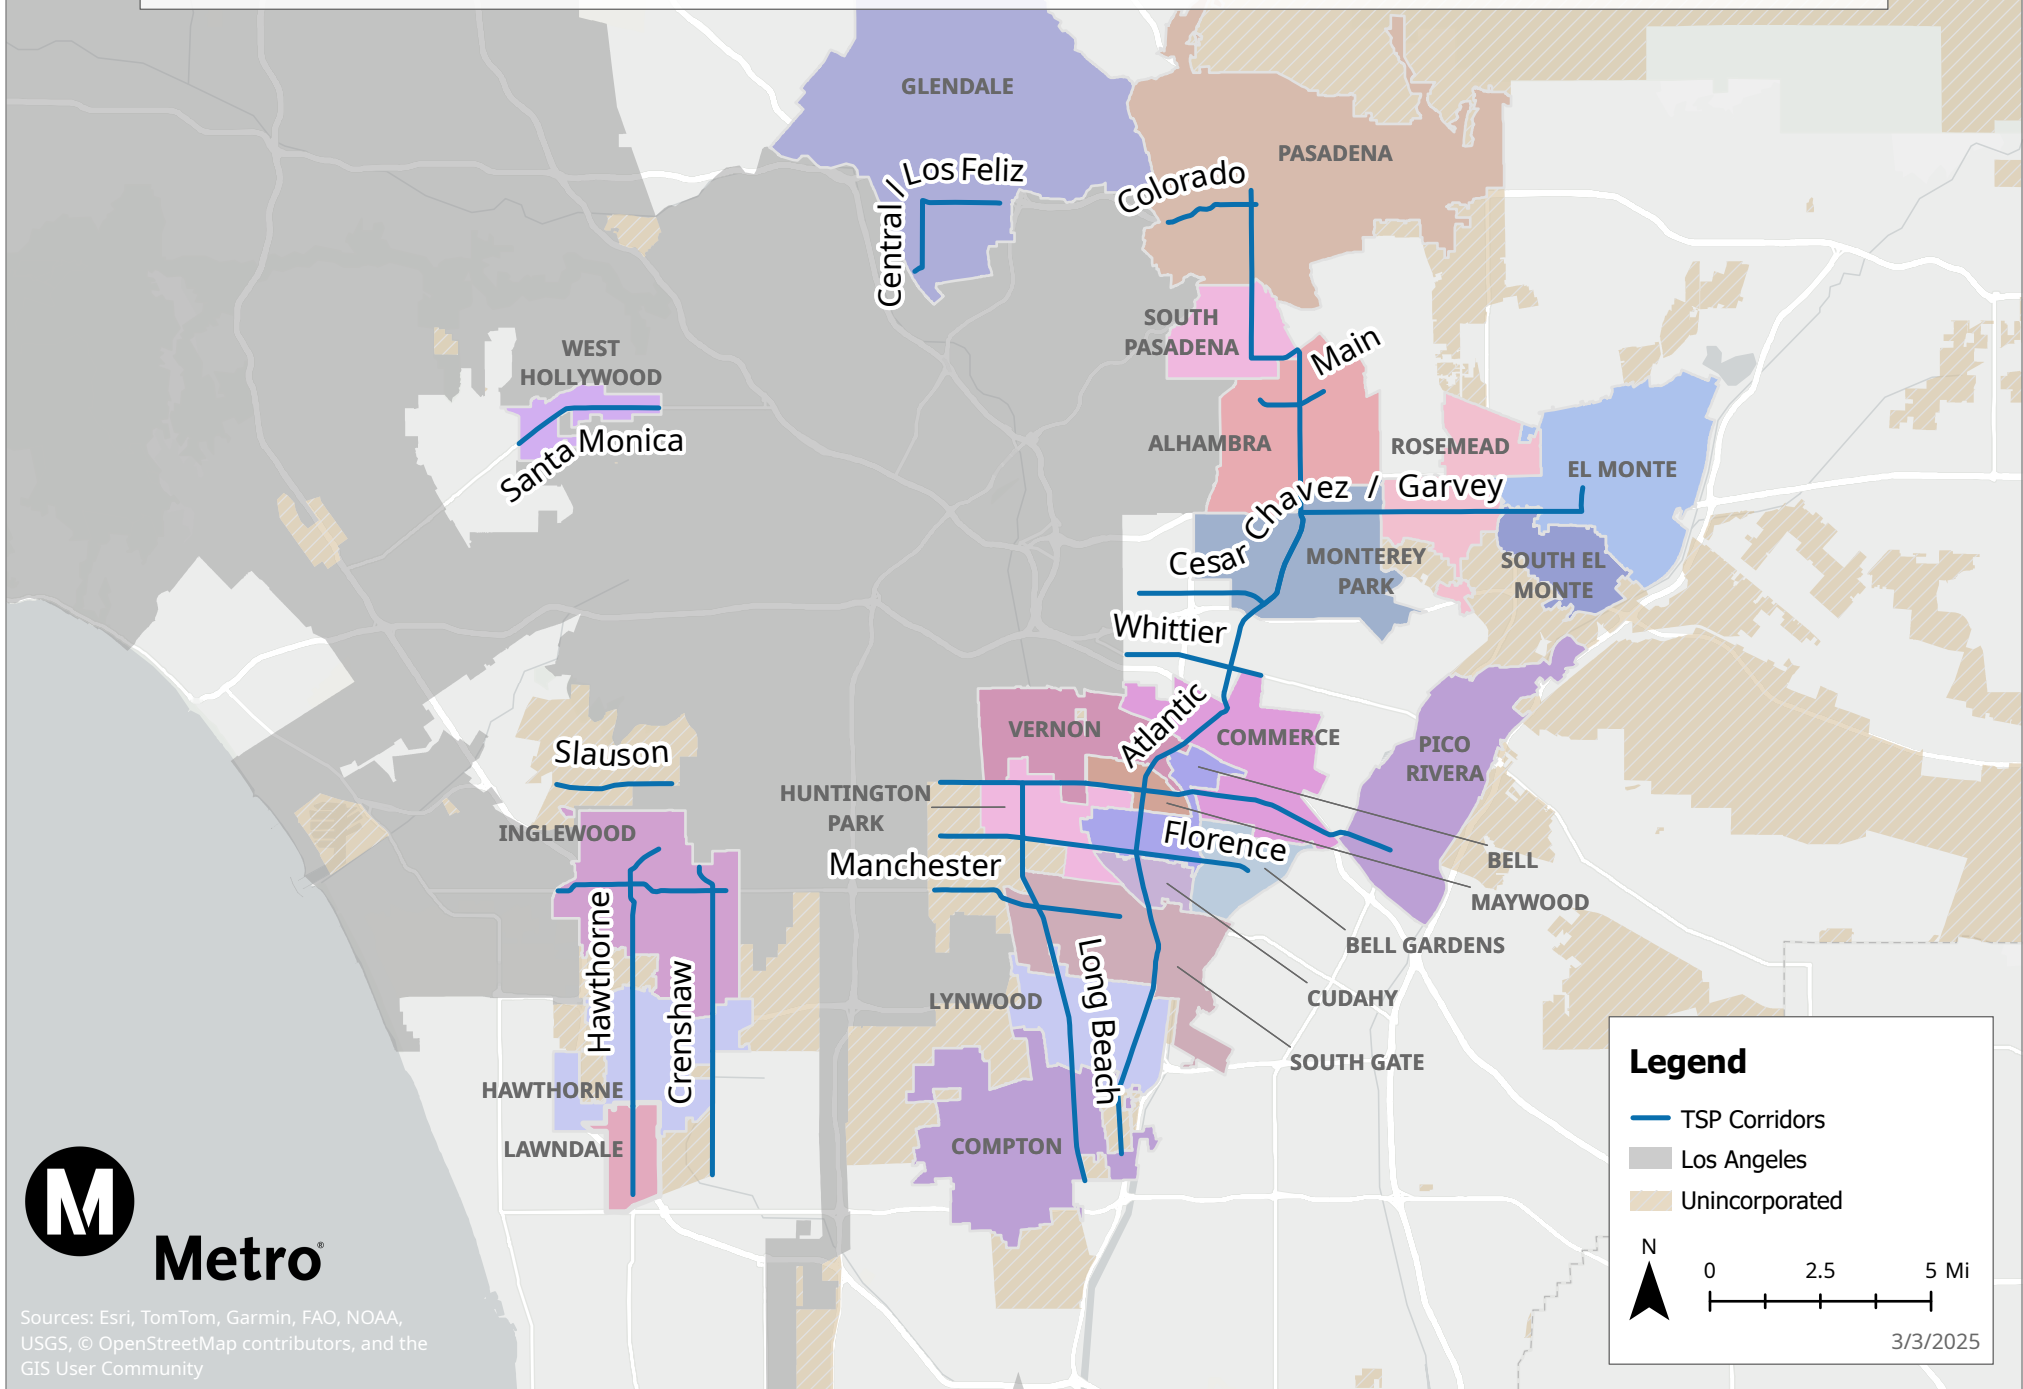 GLENDALE
PASADENA
Central / Los Feliz
Colorado
SOUTH
PASADENA
Main
WEST
HOLLYWOOD
Santa Monica
ALHAMBRA
ROSEMEAD
EL MONTE
Cesar Chavez / Garvey
MONTEREY
PARK
SOUTH EL
MONTE
Whittier
Atlantic
VERNON
COMMERCE
PICO
RIVERA
Slauson
HUNTINGTON
PARK
INGLEWOOD
Florence
Manchester
BELL
MAYWOOD
BELL GARDENS
CUDAHY
Hawthorne
Crenshaw
Long Beach
LYNWOOD
SOUTH GATE
HAWTHORNE
LAWNDALE
COMPTON
Legend
TSP Corridors
Los Angeles
Unincorporated
N
0 2.5 5 Mi
3/3/2025
M
Metro®
Sources: Esri, TomTom, Garmin, FAO, NOAA,
USGS, © OpenStreetMap contributors, and the
GIS User Community